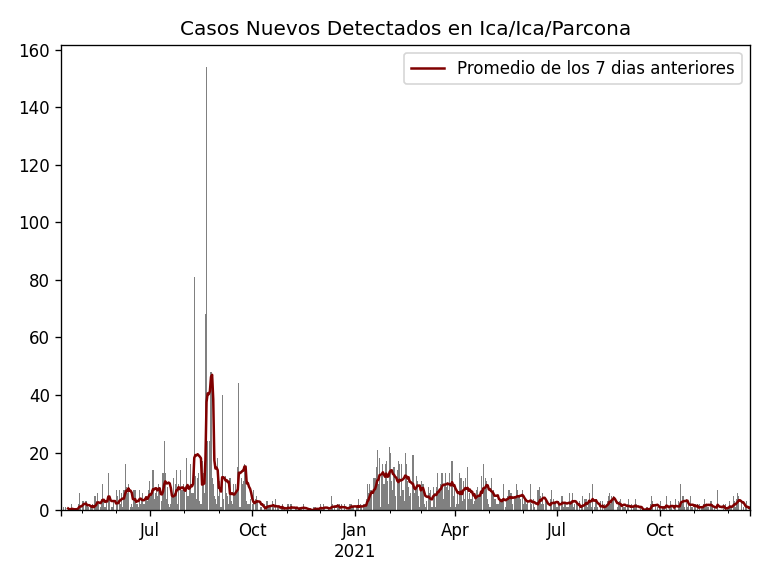 Casos Nuevos Detectados en Ica/Ica/Parcona
Promedio de los 7 dias anteriores
160
140
120
100
80
60
40
20
0
Jul
Oct
Jan
2021
Apr
Jul
Oct